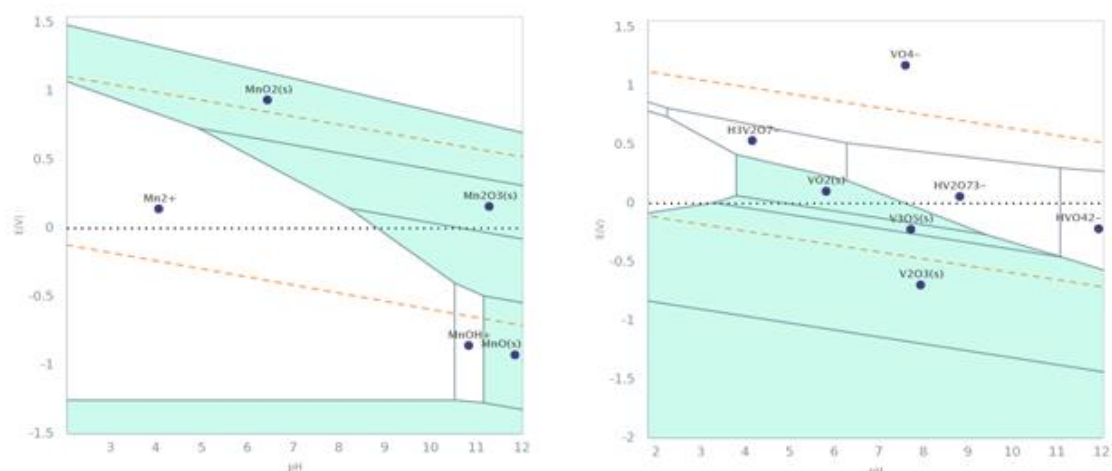 1.5
1
0.5
0
-0.5
-1
-1.5
E(V)
MnO2(s)
Mn2+
Mn2O3(s)
MnOH+
MnO(s)
3 4 5 6 7 8 9 10 11 12
pH
1.5
1
0.5
0
-0.5
-1
-1.5
-2
E(V)
VO4-
H3V2O7-
VO2(s)
HV2O73-
V3O5(s)
HVO42-
V2O3(s)
2 3 4 5 6 7 8 9 10 11 12
pH